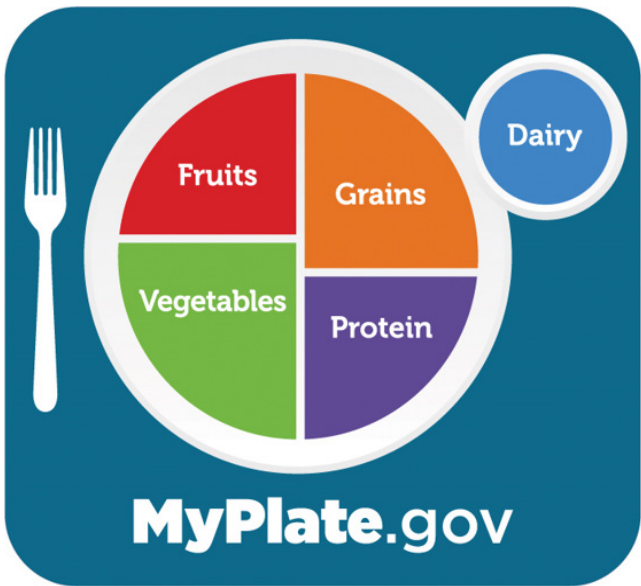 Dairy
Fruits
Grains
Vegetables
Protein
MyPlate.gov